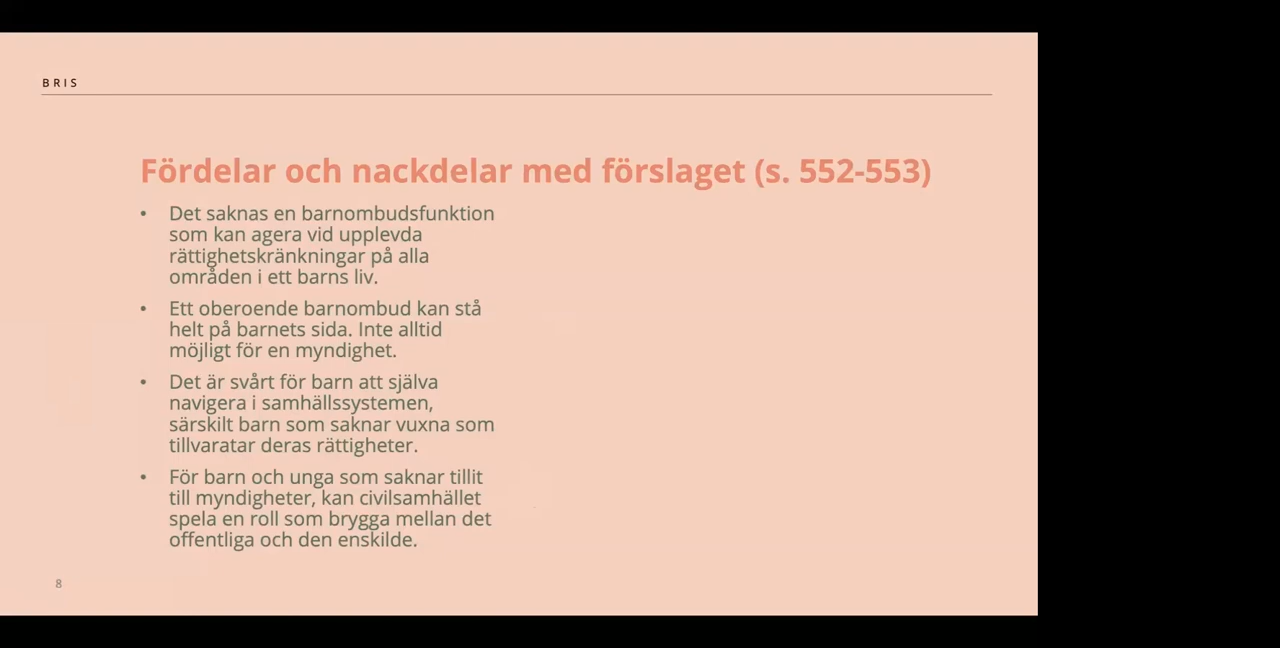 BRIS
Fördelar och nackdelar med förslaget (s. 552-553)
• Det saknas en barnombudsfunktion
som kan agera vid upplevda
rättighetskränkningar på alla
områden i ett barns liv.
• Ett oberoende barnombud kan stå
helt på barnets sida. Inte alltid
möjligt för en myndighet.
• Det är svårt för barn att själva
navigera i samhällssystemen,
särskilt barn som saknar vuxna som
tillvaratar deras rättigheter.
• För barn och unga som saknar tillit
till myndigheter, kan civilsamhället
spela en roll som brygga mellan det
offentliga och den enskilde.
8